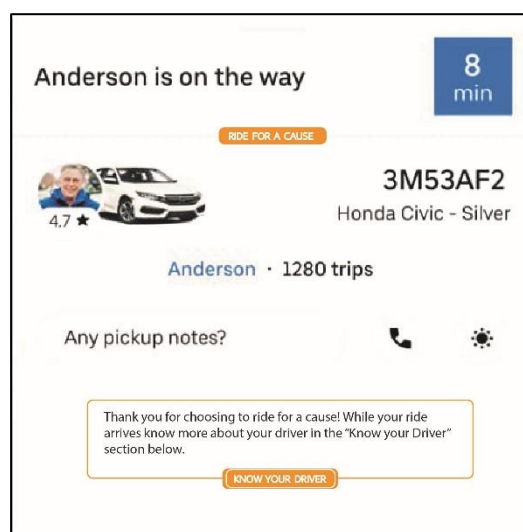 Anderson is on the way
8
min
RIDE FOR A CAUSE
4.7 ★
3M53AF2
Honda Civic - Silver
Anderson · 1280 trips
Any pickup notes?
Thank you for choosing to ride for a cause! While your ride
arrives know more about your driver in the “Know your Driver”
section below.
KNOW YOUR DRIVER